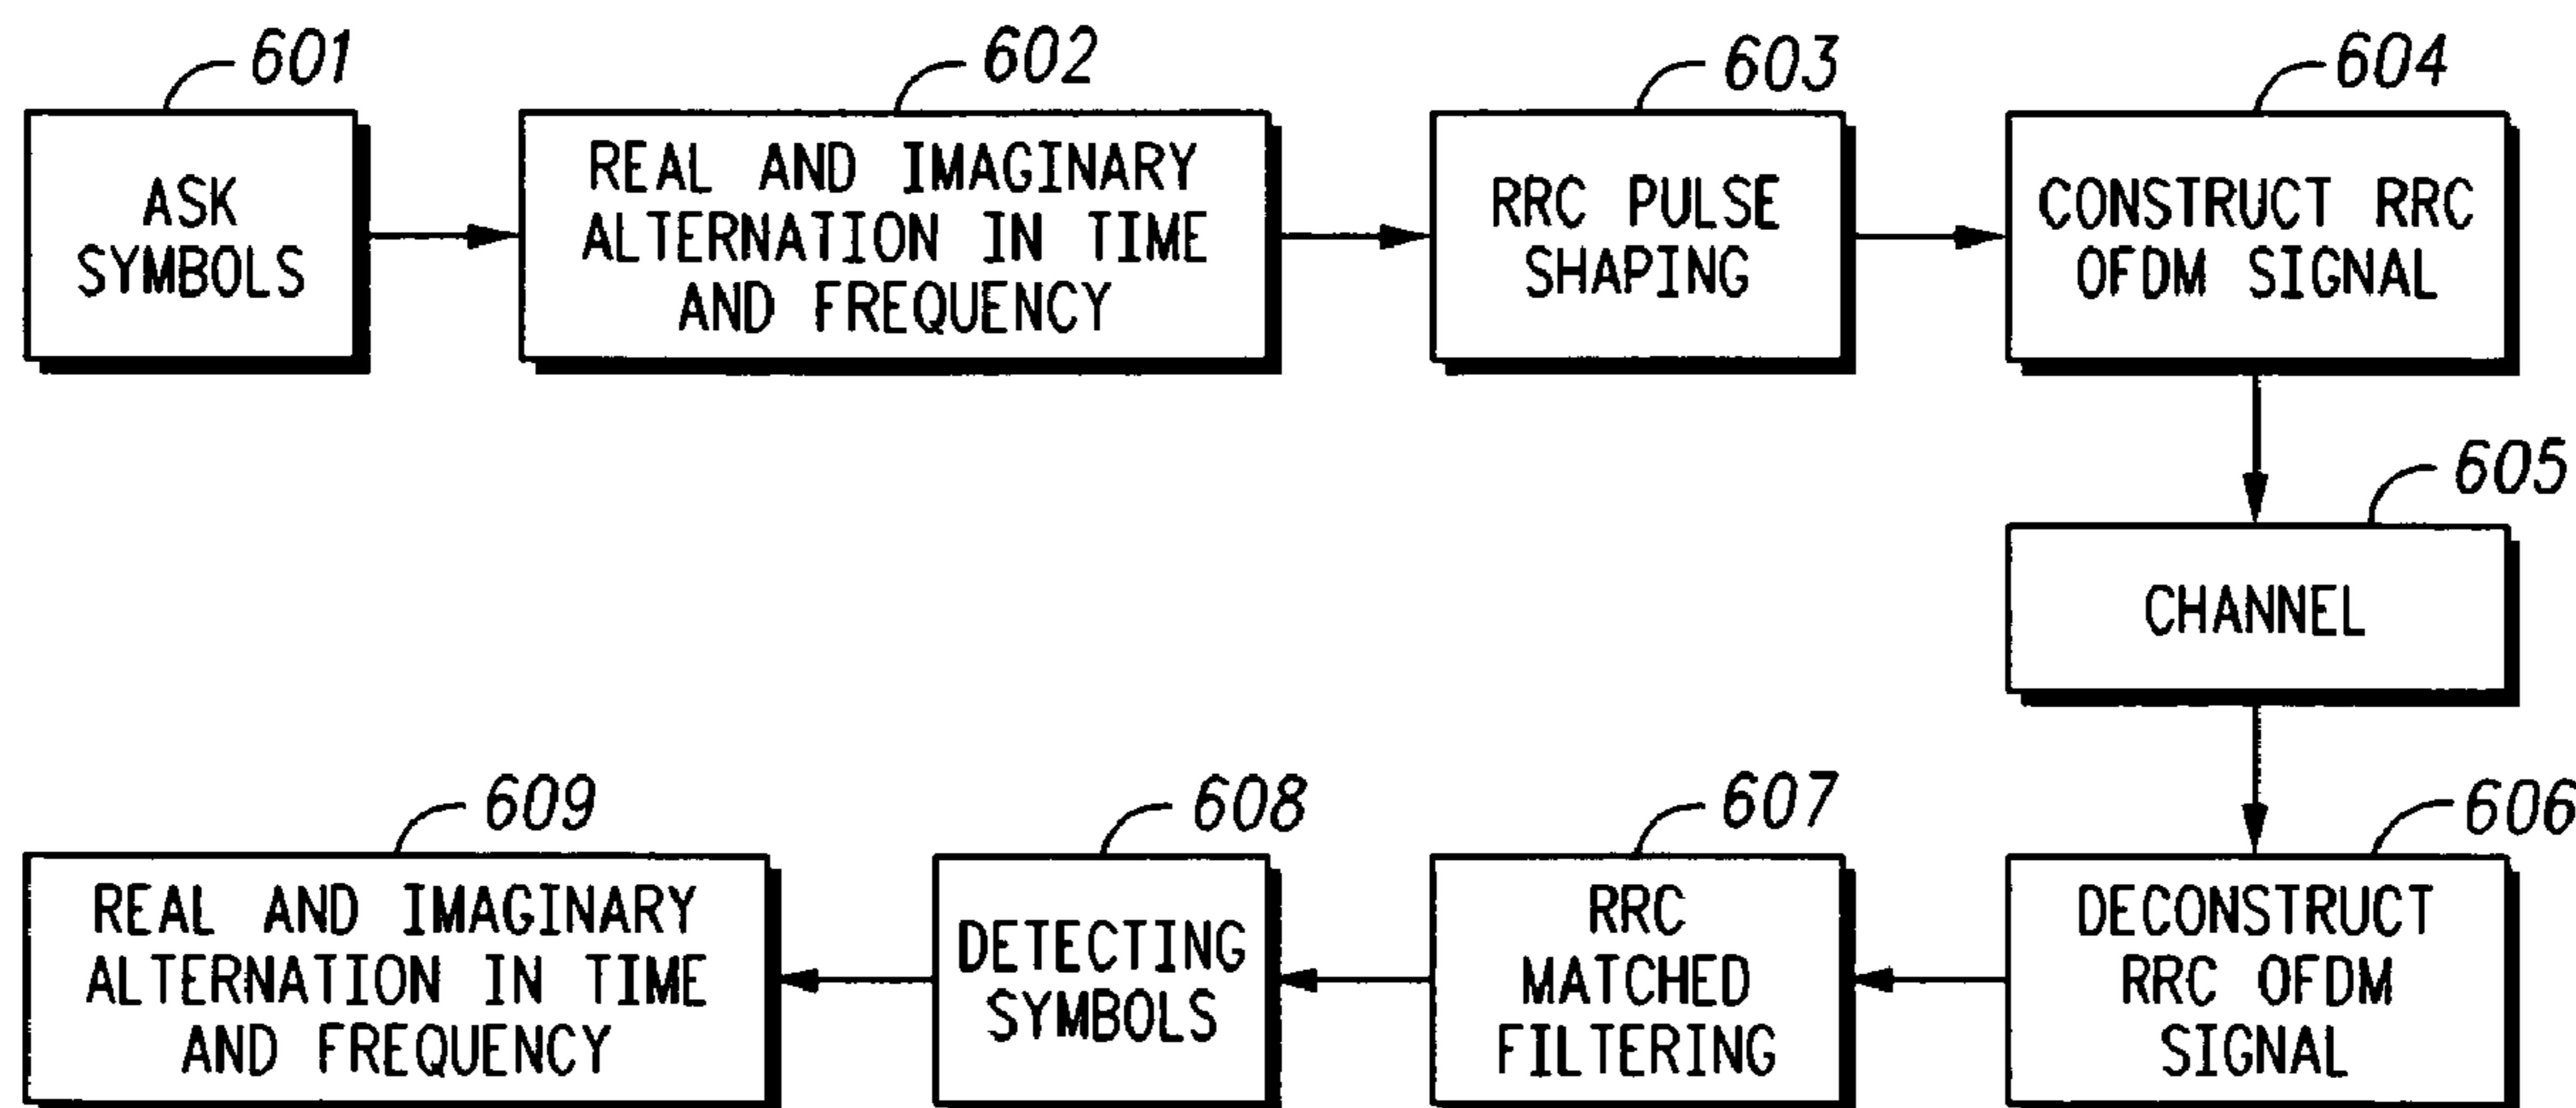 601
ASK
SYMBOLS
602
REAL AND IMAGINARY
ALTERNATION IN TIME
AND FREQUENCY
603
RRC PULSE
SHAPING
604
CONSTRUCT RRC
OFDM SIGNAL
605
CHANNEL
606
DECONSTRUCT
RRC OFDM
SIGNAL
607
RRC
MATCHED
FILTERING
608
DETECTING
SYMBOLS
609
REAL AND IMAGINARY
ALTERNATION IN TIME
AND FREQUENCY